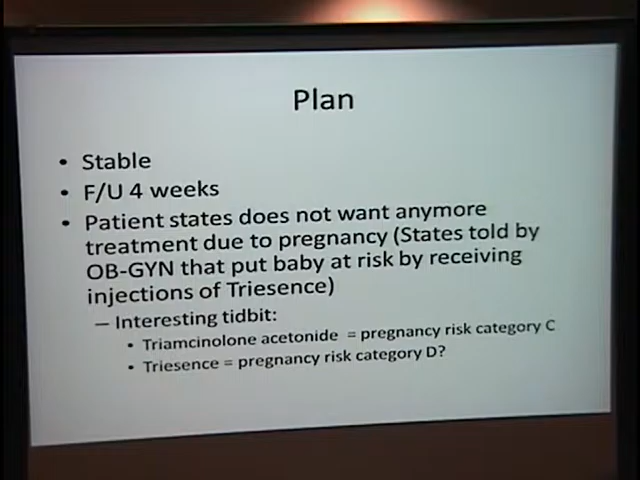 Plan
• Stable
• F/U 4 weeks
• Patient states does not want anymore
treatment due to pregnancy (States told by
OB-GYN that put baby at risk by receiving
injections of Triesence)
– Interesting tidbit:
• Triamcinolone acetonide = pregnancy risk category C
• Triesence = pregnancy risk category D?